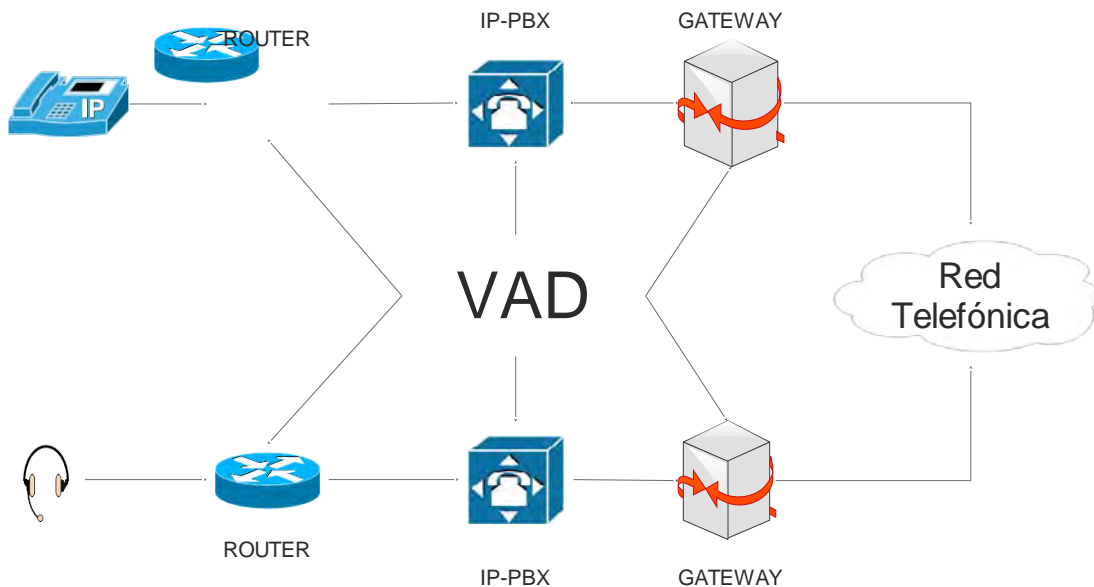 ROUTER
IP-PBX
GATEWAY
IP
VAD
Red
Telefónica
ROUTER
IP-PBX
GATEWAY